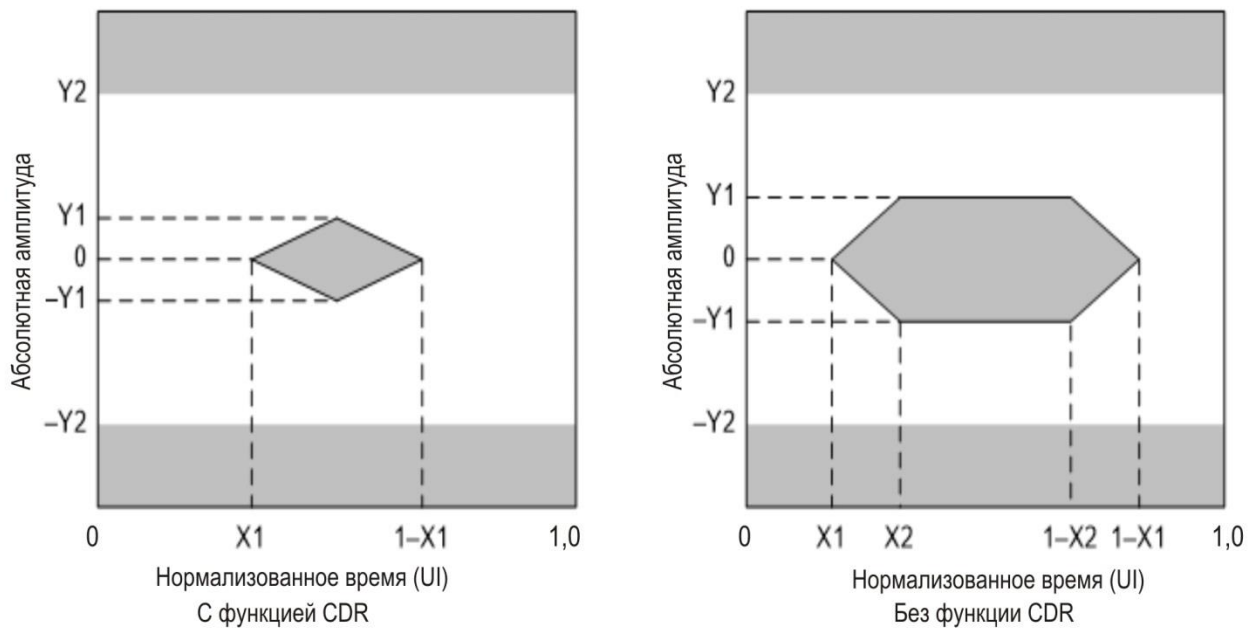 Абсолютная амплитуда
Y2
Y1
0
–Y1
–Y2
0 X1 1–X1 1,0
Нормализованное время (UI)
С функцией CDR
Абсолютная амплитуда
Y2
Y1
0
–Y1
–Y2
0 X1 X2 1–X2 1–X1 1,0
Нормализованное время (UI)
Без функции CDR